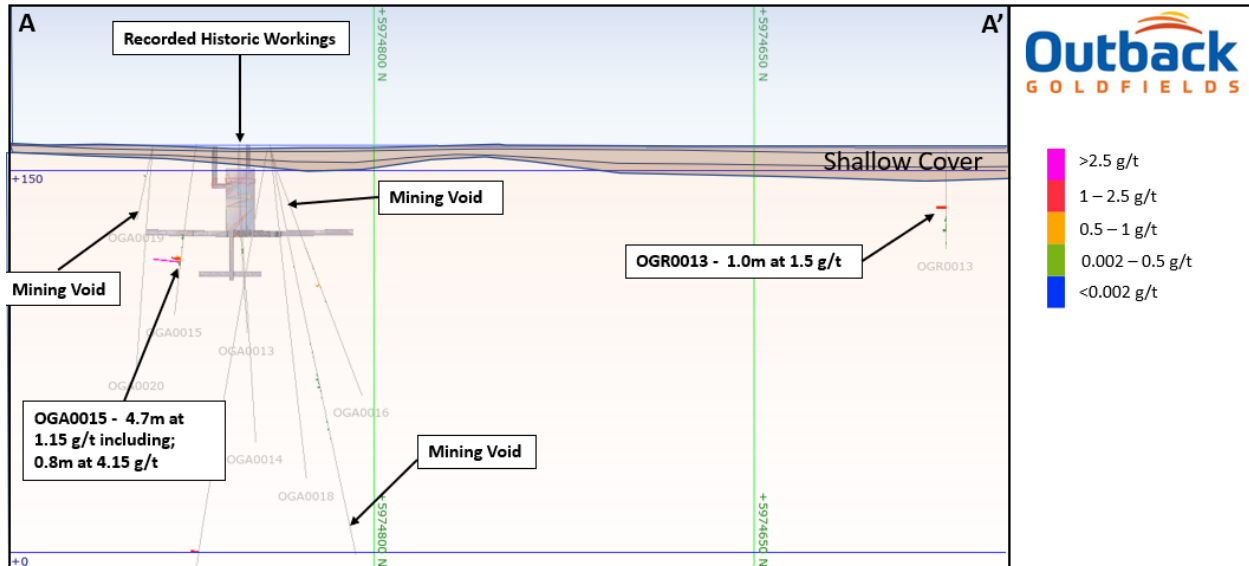 A
Recorded Historic Workings
+5974800 N
+5974650 N
A’
Outback
GOLDFIELDS
+150
Shallow Cover
Mining Void
OGA0019
Mining Void
OGR0013 - 1.0m at 1.5 g/t
OGR0013
>2.5 g/t
1 – 2.5 g/t
0.5 – 1 g/t
0.002 – 0.5 g/t
<0.002 g/t
OGA0015
OGA0013
OGA0020
OGA0016
OGA0015 - 4.7m at
1.15 g/t including;
0.8m at 4.15 g/t
OGA0014
Mining Void
OGA0018
+5974800 N
+5974650 N
+0